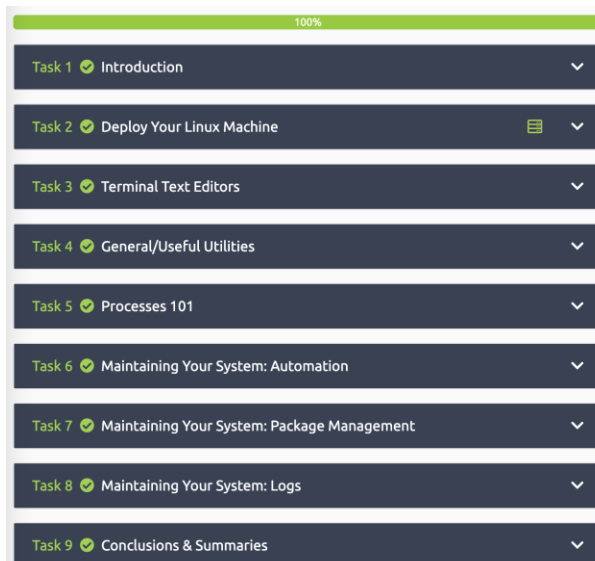 100%
Task 1 Introduction
Task 2 Deploy Your Linux Machine
Task 3 Terminal Text Editors
Task 4 General/Useful Utilities
Task 5 Processes 101
Task 6 Maintaining Your System: Automation
Task 7 Maintaining Your System: Package Management
Task 8 Maintaining Your System: Logs
Task 9 Conclusions & Summaries